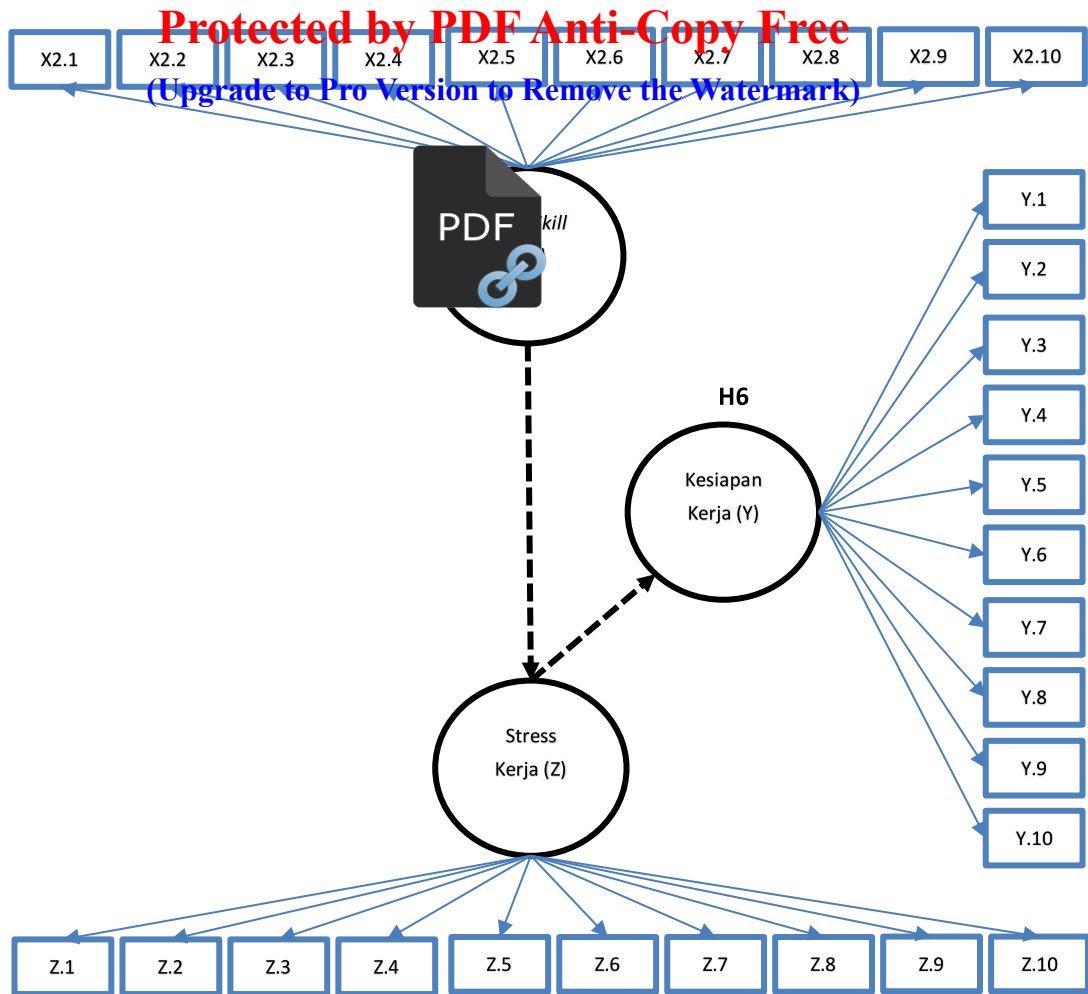 Protected by PDF Anti-Copy Free
(Upgrade to Pro Version to Remove the Watermark)
X2.1 X2.2 X2.3 X2.4 X2.5 X2.6 X2.7 X2.8 X2.9 X2.10
PDF
Y.1
Y.2
Y.3
Y.4
H6
Kesiapan
Kerja (Y)
Y.5
Y.6
Y.7
Y.8
Y.9
Y.10
Stress
Kerja (Z)
Z.1 Z.2 Z.3 Z.4 Z.5 Z.6 Z.7 Z.8 Z.9 Z.10